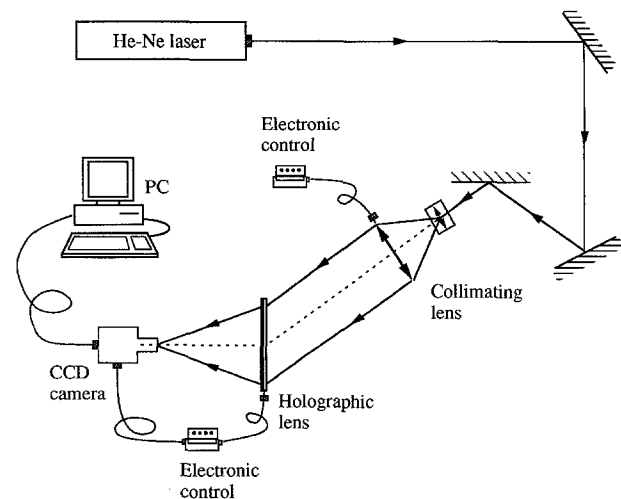 He-Ne laser
Electronic
control
PC
Collimating
lens
CCD
camera
Holographic
lens
Electronic
control